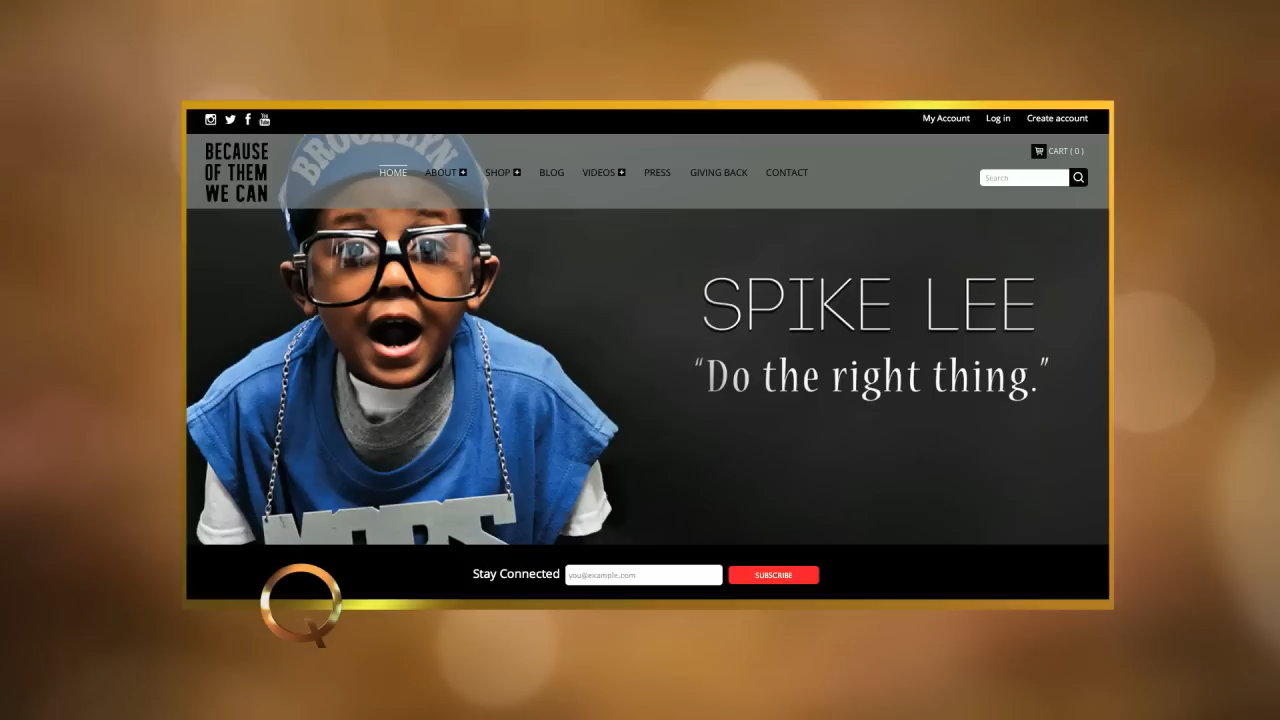 My Account Log in Create account
BECAUSE
OF THEM
WE CAN
BROOKLYN
CART ( 0 )
HOME ABOUT SHOP BLOG VIDEOS PRESS GIVING BACK CONTACT
Search
SPIKE LEE
“Do the right thing.”
Stay Connected you@example.com SUBSCRIBE
Q